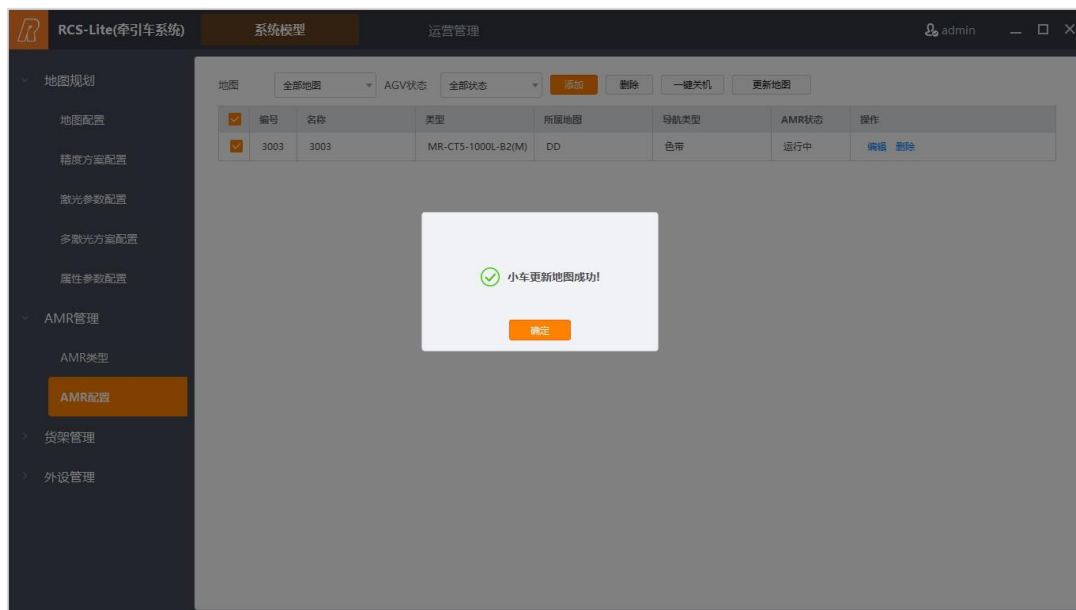 RCS-Lite(牵引车系统) 系统模型 运营管理 admin
地图规划
地图配置
精度方案配置
激光参数配置
多激光方案配置
属性参数配置
AMR管理
AMR类型
AMR配置
货架管理
外设管理
地图 全部地图 AGV状态 全部状态 添加 删除 一键关机 更新地图
编号 名称 类型 所属地图 导航类型 AMR状态 操作
3003 3003 MR-CT5-1000L-B2(M) DD 色带 运行中 编辑 删除
小车更新地图成功!
确定